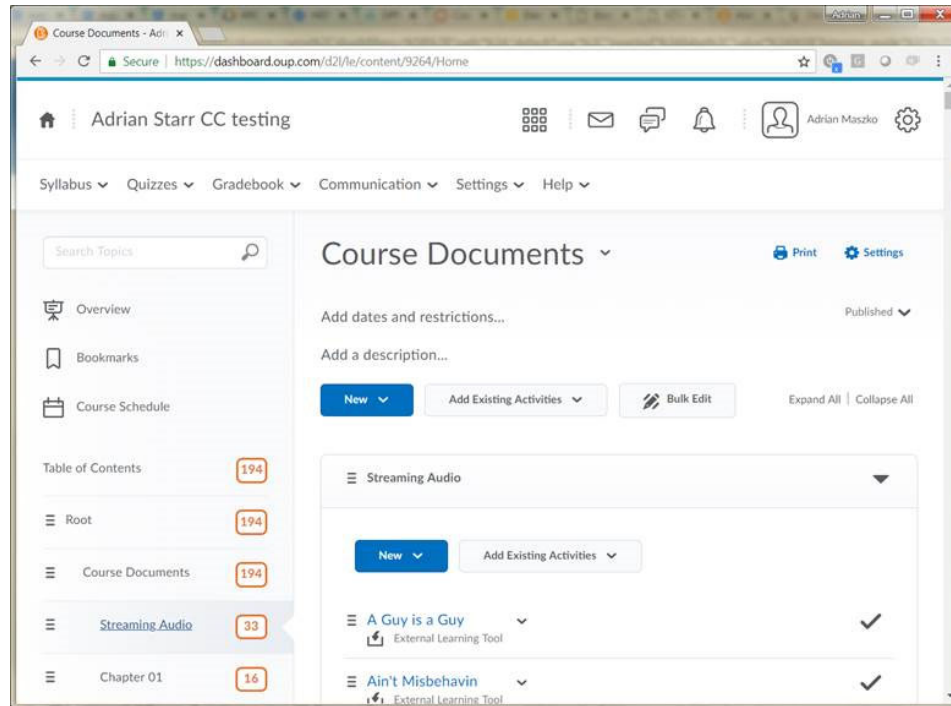 Adrian
Course Documents - Adr
Secure | https://dashboard.oup.com/d2l/le/content/9264/Home
Adrian Starr CC testing
Adrian Maszko
Syllabus Quizzes Gradebook Communication Settings Help
Search Topics
Overview
Bookmarks
Course Schedule
Table of Contents 194
Root 194
Course Documents 194
Streaming Audio 33
Chapter 01 16
Course Documents
Print Settings
Add dates and restrictions...
Published
Add a description...
New Add Existing Activities Bulk Edit Expand All | Collapse All
Streaming Audio
New Add Existing Activities
A Guy is a Guy
External Learning Tool
Ain't Misbehavin
External Learning Tool